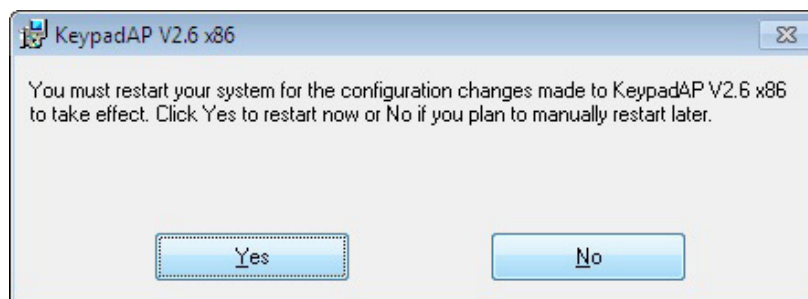 KeypadAP V2.6 x86
You must restart your system for the configuration changes made to KeypadAP V2.6 x86
to take effect. Click Yes to restart now or No if you plan to manually restart later.
Yes
No